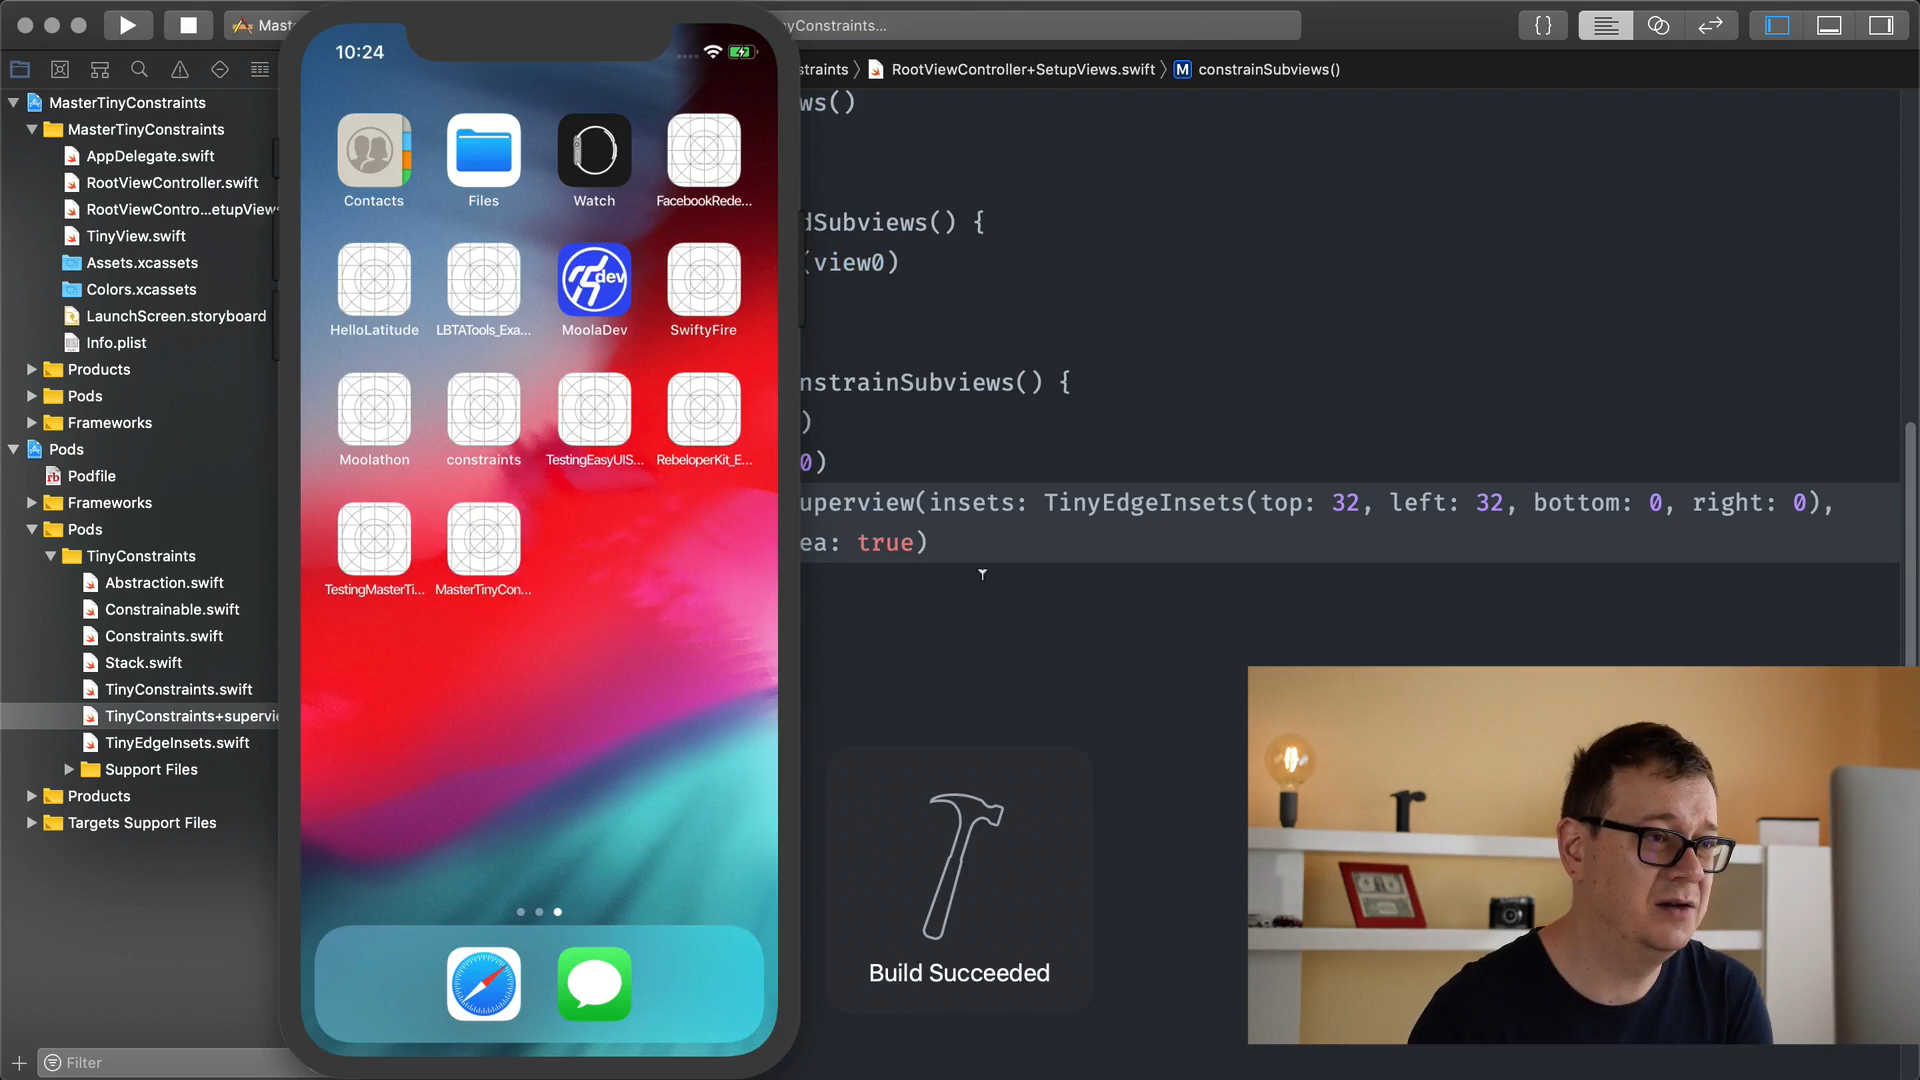 Mast
yConstraints...
MasterTinyConstraints
MasterTinyConstraints
AppDelegate.swift
RootViewController.swift
RootViewContro...etupView
TinyView.swift
Assets.xcassets
Colors.xcassets
LaunchScreen.storyboard
Info.plist
Products
Pods
Frameworks
Pods
rb Podfile
Frameworks
Pods
TinyConstraints
Abstraction.swift
Constrainable.swift
Constraints.swift
Stack.swift
TinyConstraints.swift
TinyConstraints+supervi
TinyEdgeInsets.swift
Support Files
Products
Targets Support Files
Filter
10:24
Contacts
Files
Watch
FacebookRede...
HelloLatitude
LBTATools_Exa...
dev
MoolaDev
SwiftyFire
Moolathon
constraints
TestingEasyUIS...
RebeloperKit_E...
TestingMasterTi...
MasterTinyCon...
straints
RootViewController+SetupViews.swift
M constrainSubviews()
ws()
dSubviews() {
(view0)
nstrainSubviews() {
)
0)
uperview(insets: TinyEdgeInsets(top: 32, left: 32, bottom: 0, right: 0),
ea: true)
Build Succeeded